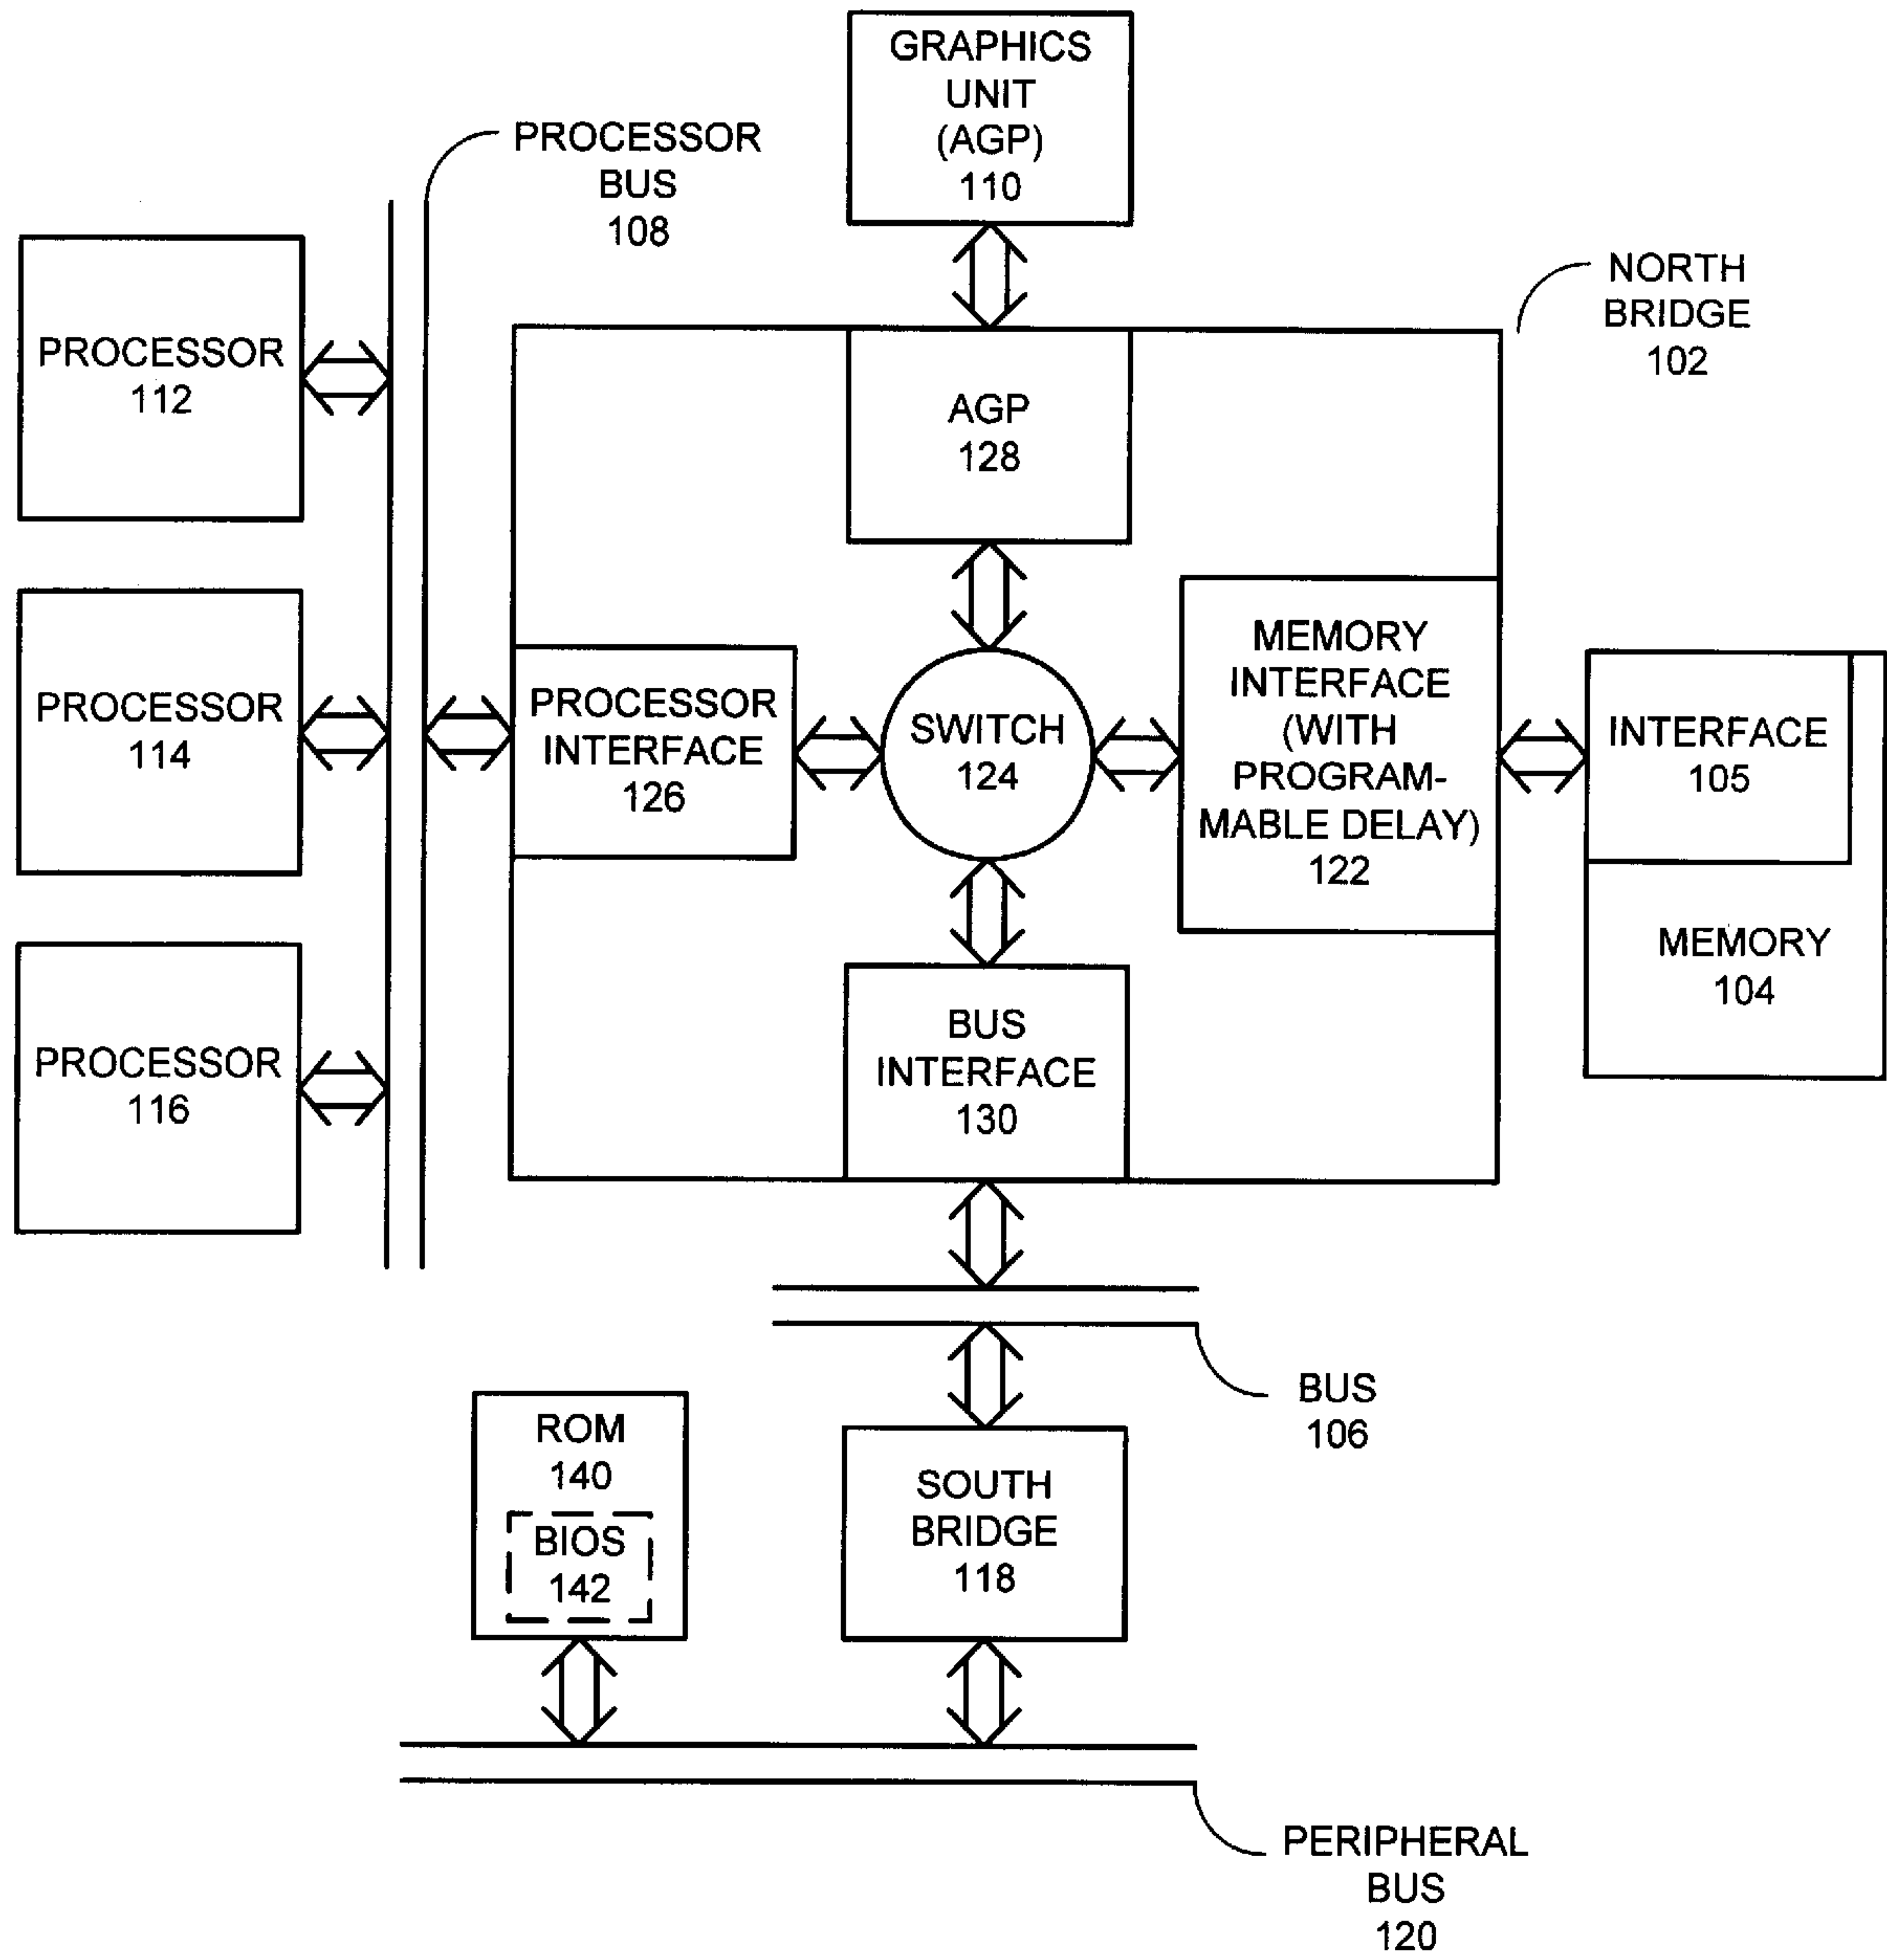 GRAPHICS
UNIT
(AGP)
110
PROCESSOR
BUS
108
NORTH
BRIDGE
102
PROCESSOR
112
AGP
128
PROCESSOR
114
PROCESSOR
INTERFACE
126
SWITCH
124
MEMORY
INTERFACE
(WITH
PROGRAM-
MABLE DELAY)
122
INTERFACE
105
MEMORY
104
PROCESSOR
116
BUS
INTERFACE
130
BUS
106
ROM
140
BIOS
142
SOUTH
BRIDGE
118
PERIPHERAL
BUS
120